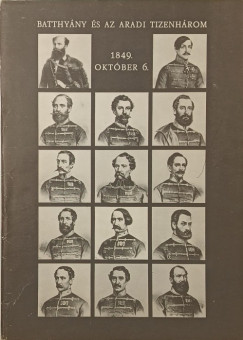 BATTHYÁNY ÉS AZ ARADI TIZENHÁROM
1849.
OKTÓBER 6.